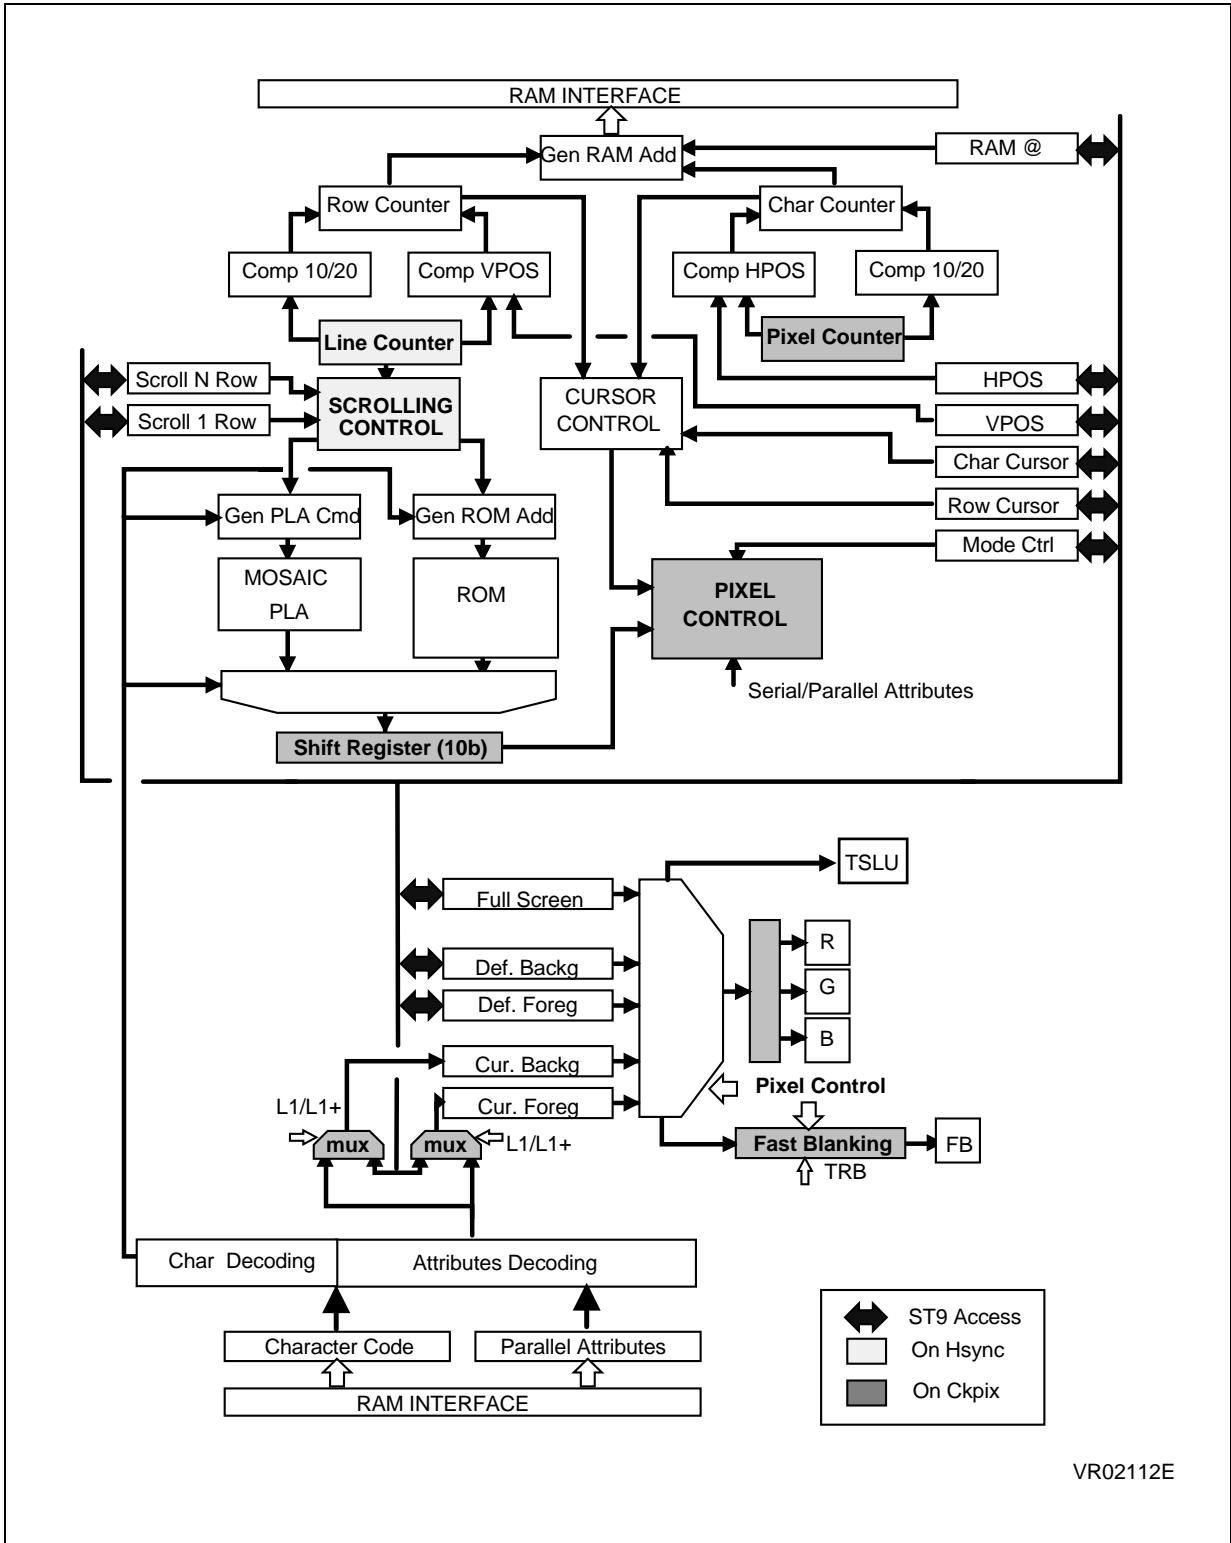 RAM INTERFACE
Gen RAM Add
RAM @
Row Counter
Char Counter
Comp 10/20
Comp VPOS
Comp HPOS
Comp 10/20
Line Counter
Pixel Counter
Scroll N Row
SCROLLING
CONTROL
CURSOR
CONTROL
HPOS
Scroll 1 Row
VPOS
Char Cursor
Gen PLA Cmd
Gen ROM Add
Row Cursor
Mode Ctrl
MOSAIC
PLA
ROM
PIXEL
CONTROL
Serial/Parallel Attributes
Shift Register (10b)
TSLU
Full Screen
R
Def. Backg
G
Def. Foreg
B
Cur. Backg
Pixel Control
Cur. Foreg
L1/L1+
mux
mux
L1/L1+
Fast Blanking
FB
TRB
Char Decoding
Attributes Decoding
Character Code
Parallel Attributes
RAM INTERFACE
ST9 Access
On Hsync
On Ckpix
VR02112E